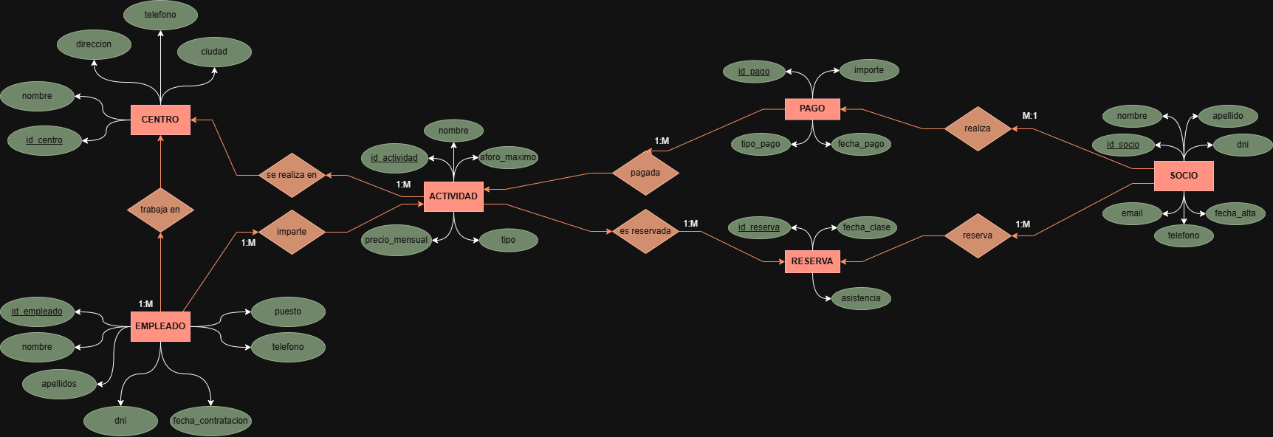 telefono
direccion
ciudad
nombre
CENTRO
id_centro
se realiza en
trabaja en
imparte
1:M
1:M
nombre
id_actividad
aforo_maximo
1:M
ACTIVIDAD
precio_mensual
tipo
id_pago
importe
PAGO
tipo_pago
fecha_pago
1:M
pagada
realiza
M:1
nombre
apellido
id_socio
dni
SOCIO
email
fecha_alta
telefono
es reservada
1:M
id_reserva
fecha_clase
RESERVA
asistencia
reserva
1:M
1:M
id_empleado
puesto
EMPLEADO
nombre
telefono
apellidos
dni
fecha_contratacion